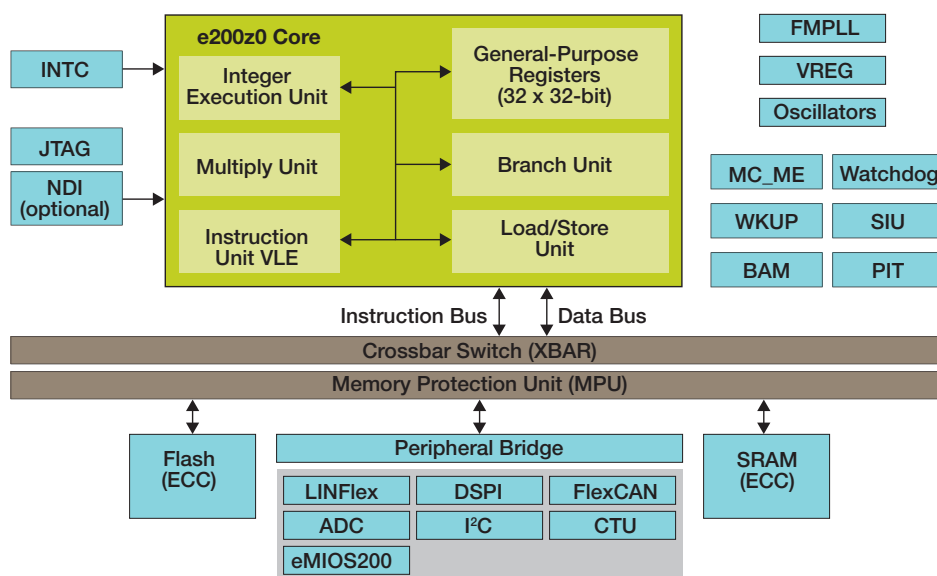 e200z0 Core
INTC
JTAG
NDI
(optional)
Integer
Execution Unit
General-Purpose
Registers
(32 x 32-bit)
Multiply Unit
Branch Unit
Instruction
Unit VLE
Load/Store
Unit
FMPLL
VREG
Oscillators
MC_ME
Watchdog
WKUP
SIU
BAM
PIT
Instruction Bus
Data Bus
Crossbar Switch (XBAR)
Memory Protection Unit (MPU)
Flash
(ECC)
Peripheral Bridge
SRAM
(ECC)
LINFlex
DSPI
FlexCAN
ADC
I²C
CTU
eMIOS200